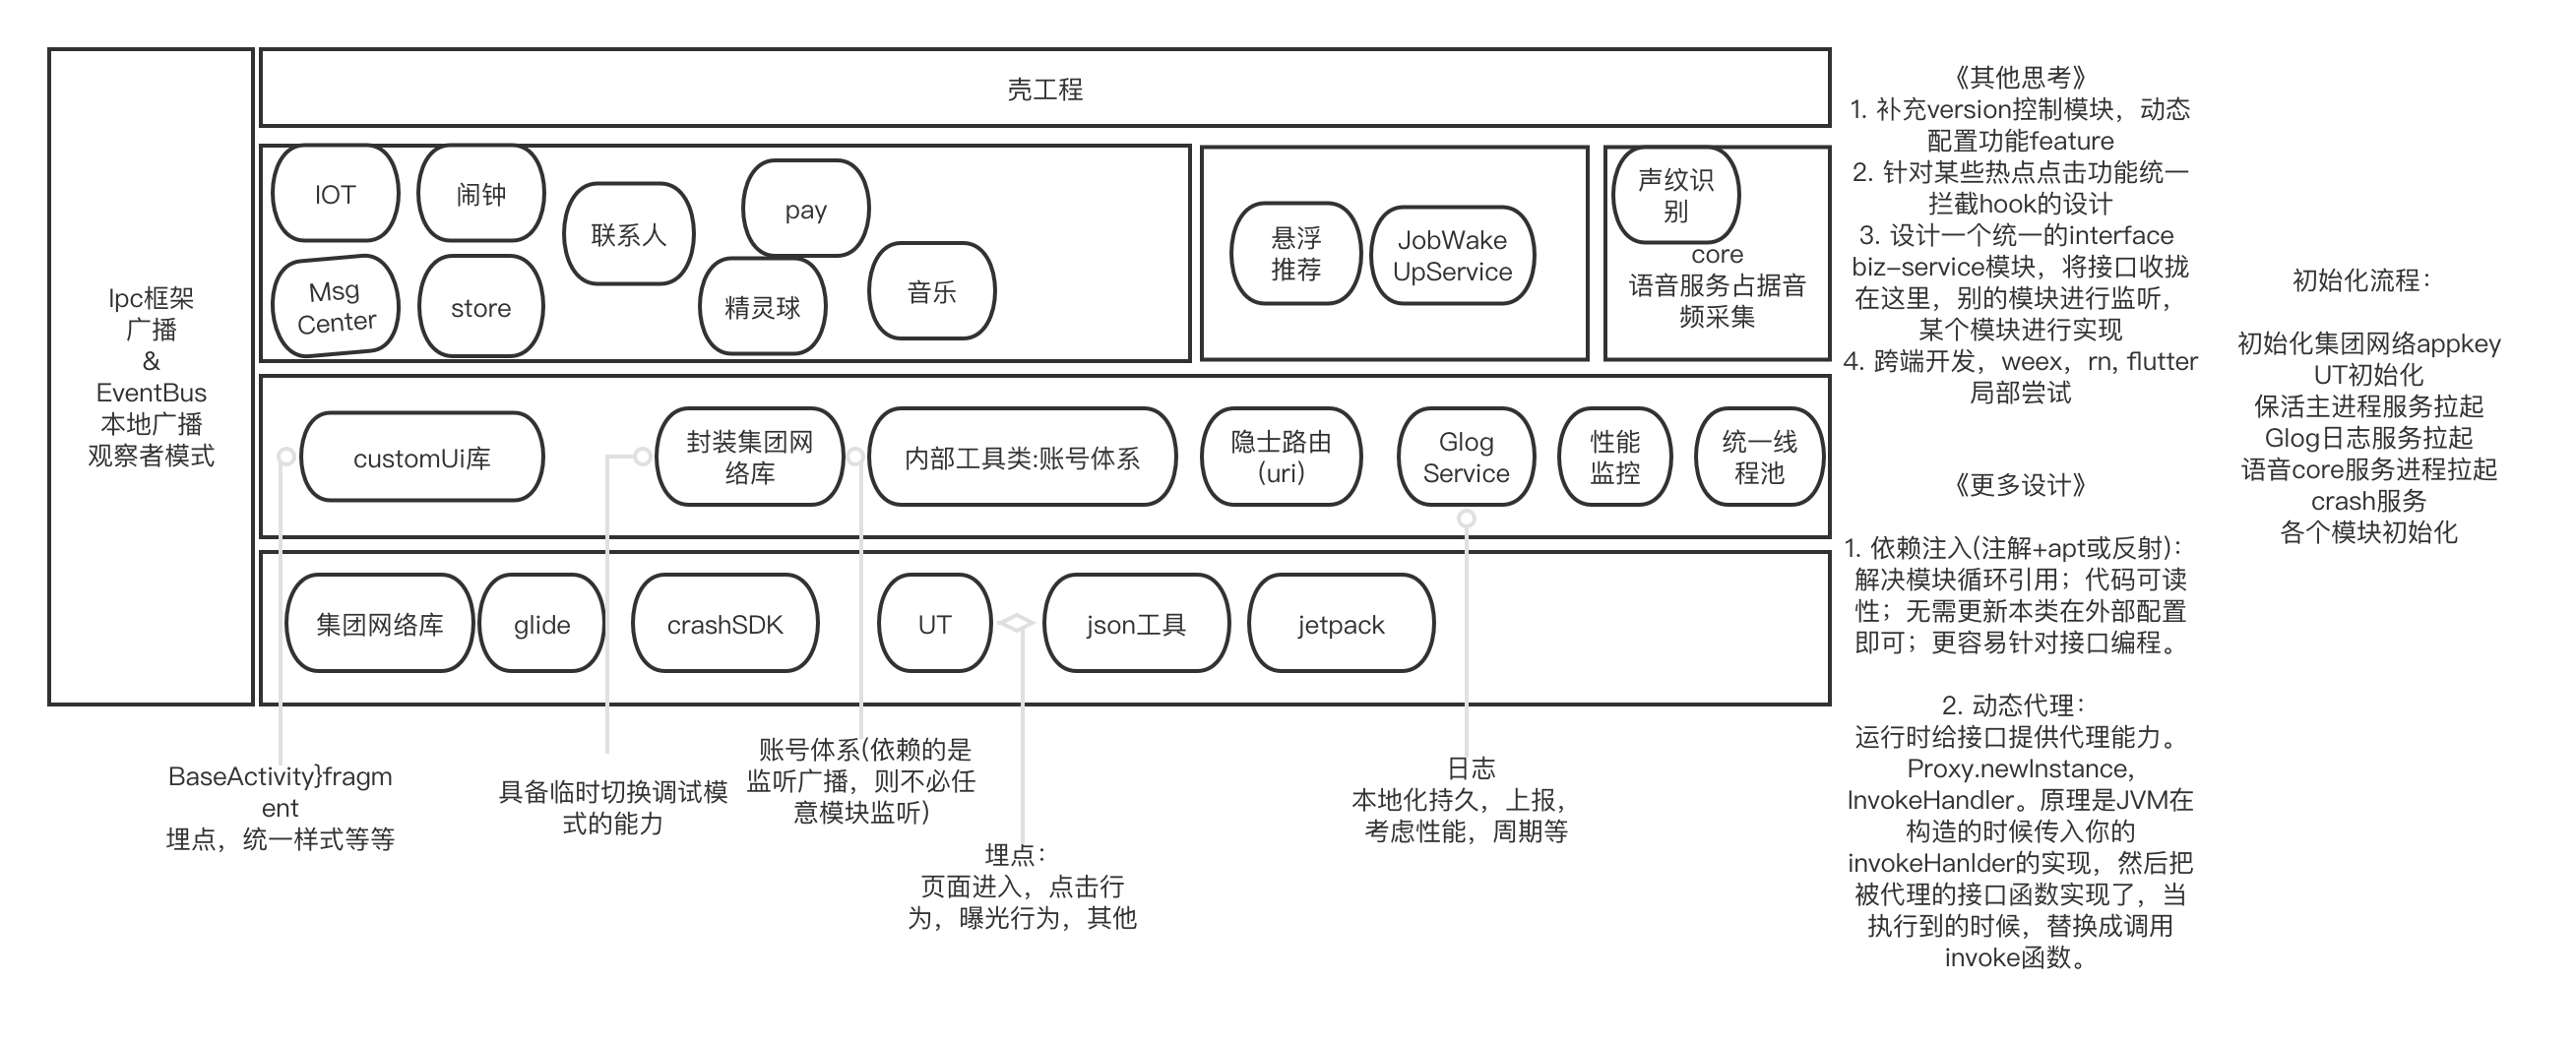 壳工程
Ipc框架
广播
&
EventBus
本地广播
观察者模式
IOT
闹钟
联系人
pay
Msg
Center
store
精灵球
音乐
悬浮
推荐
JobWake
UpService
声纹识
别
core
语音服务占据音
频采集
customUi库
封装集团网
络库
内部工具类:账号体系
隐士路由
(uri)
Glog
Service
性能
监控
统一线
程池
集团网络库
glide
crashSDK
UT
json工具
jetpack
BaseActivity}fragm
ent
埋点，统一样式等等
具备临时切换调试模
式的能力
账号体系(依赖的是
监听广播，则不必任
意模块监听)
埋点：
页面进入，点击行
为，曝光行为，其他
日志
本地化持久，上报，
考虑性能，周期等
《其他思考》
1. 补充version控制模块，动态
配置功能feature
2. 针对某些热点点击功能统一
拦截hook的设计
3. 设计一个统一的interface
biz-service模块，将接口收拢
在这里，别的模块进行监听，
某个模块进行实现
4. 跨端开发，weex，rn, flutter
局部尝试
《更多设计》
1. 依赖注入(注解+apt或反射)：
解决模块循环引用；代码可读
性；无需更新本类在外部配置
即可；更容易针对接口编程。
2. 动态代理：
运行时给接口提供代理能力。
Proxy.newInstance,
InvokeHandler。原理是JVM在
构造的时候传入你的
invokeHanlder的实现，然后把
被代理的接口函数实现了，当
执行到的时候，替换成调用
invoke函数。
初始化流程：
初始化集团网络appkey
UT初始化
保活主进程服务拉起
Glog日志服务拉起
语音core服务进程拉起
crash服务
各个模块初始化